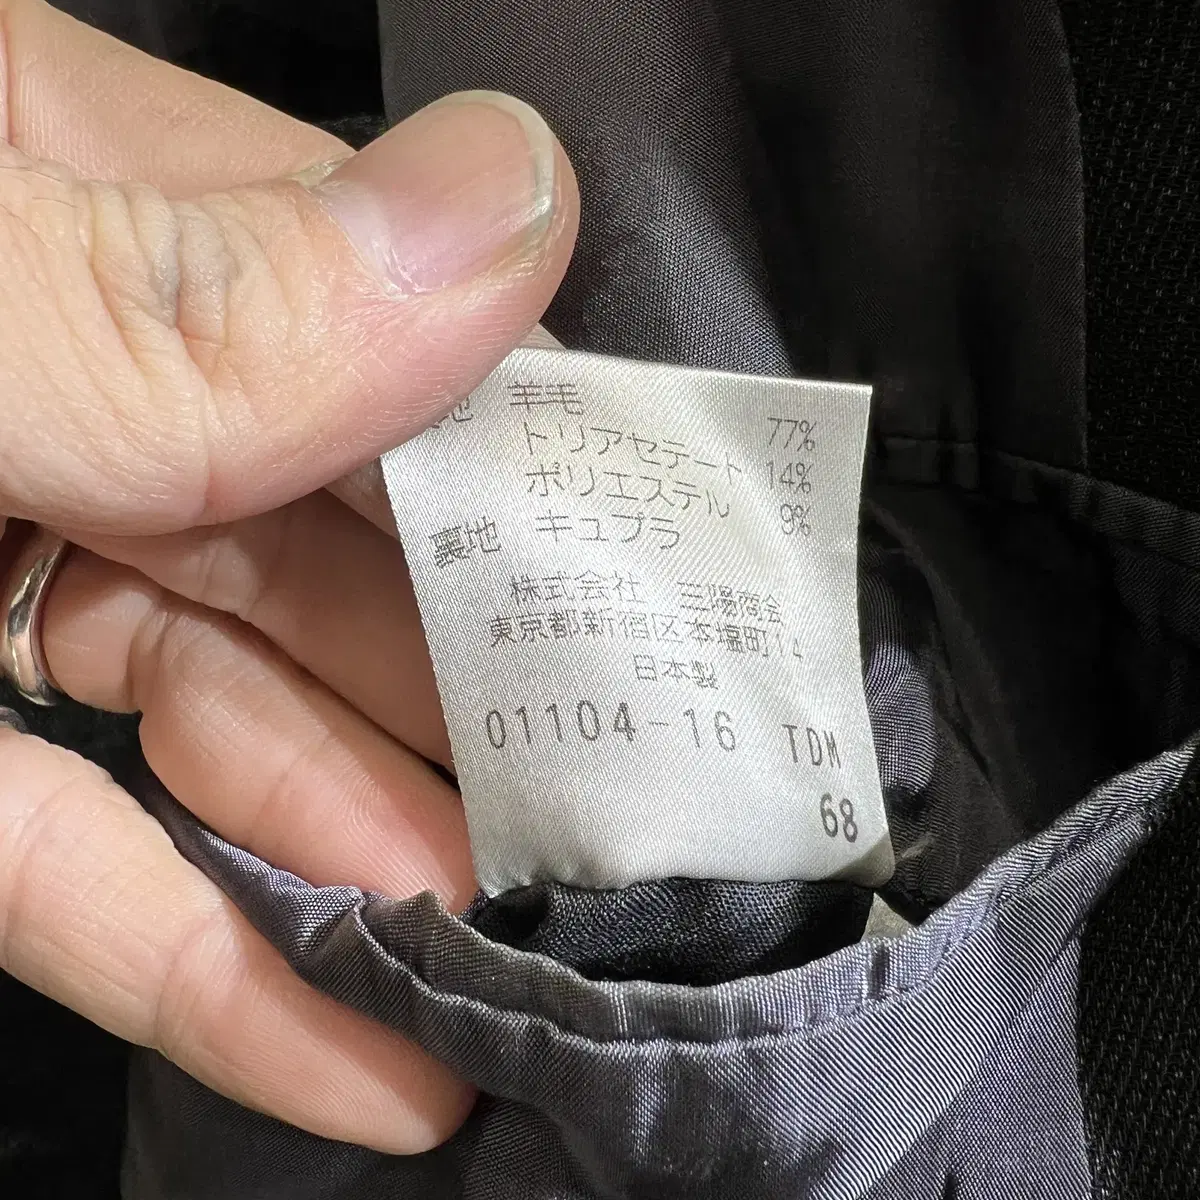 地 羊毛 77%
トリアセテート 14%
ポリエステル 9%
裏地 キュプラ
株式会社 三陽商会
東京都新宿区本塩町14
日本製
01104-16 TDM
68